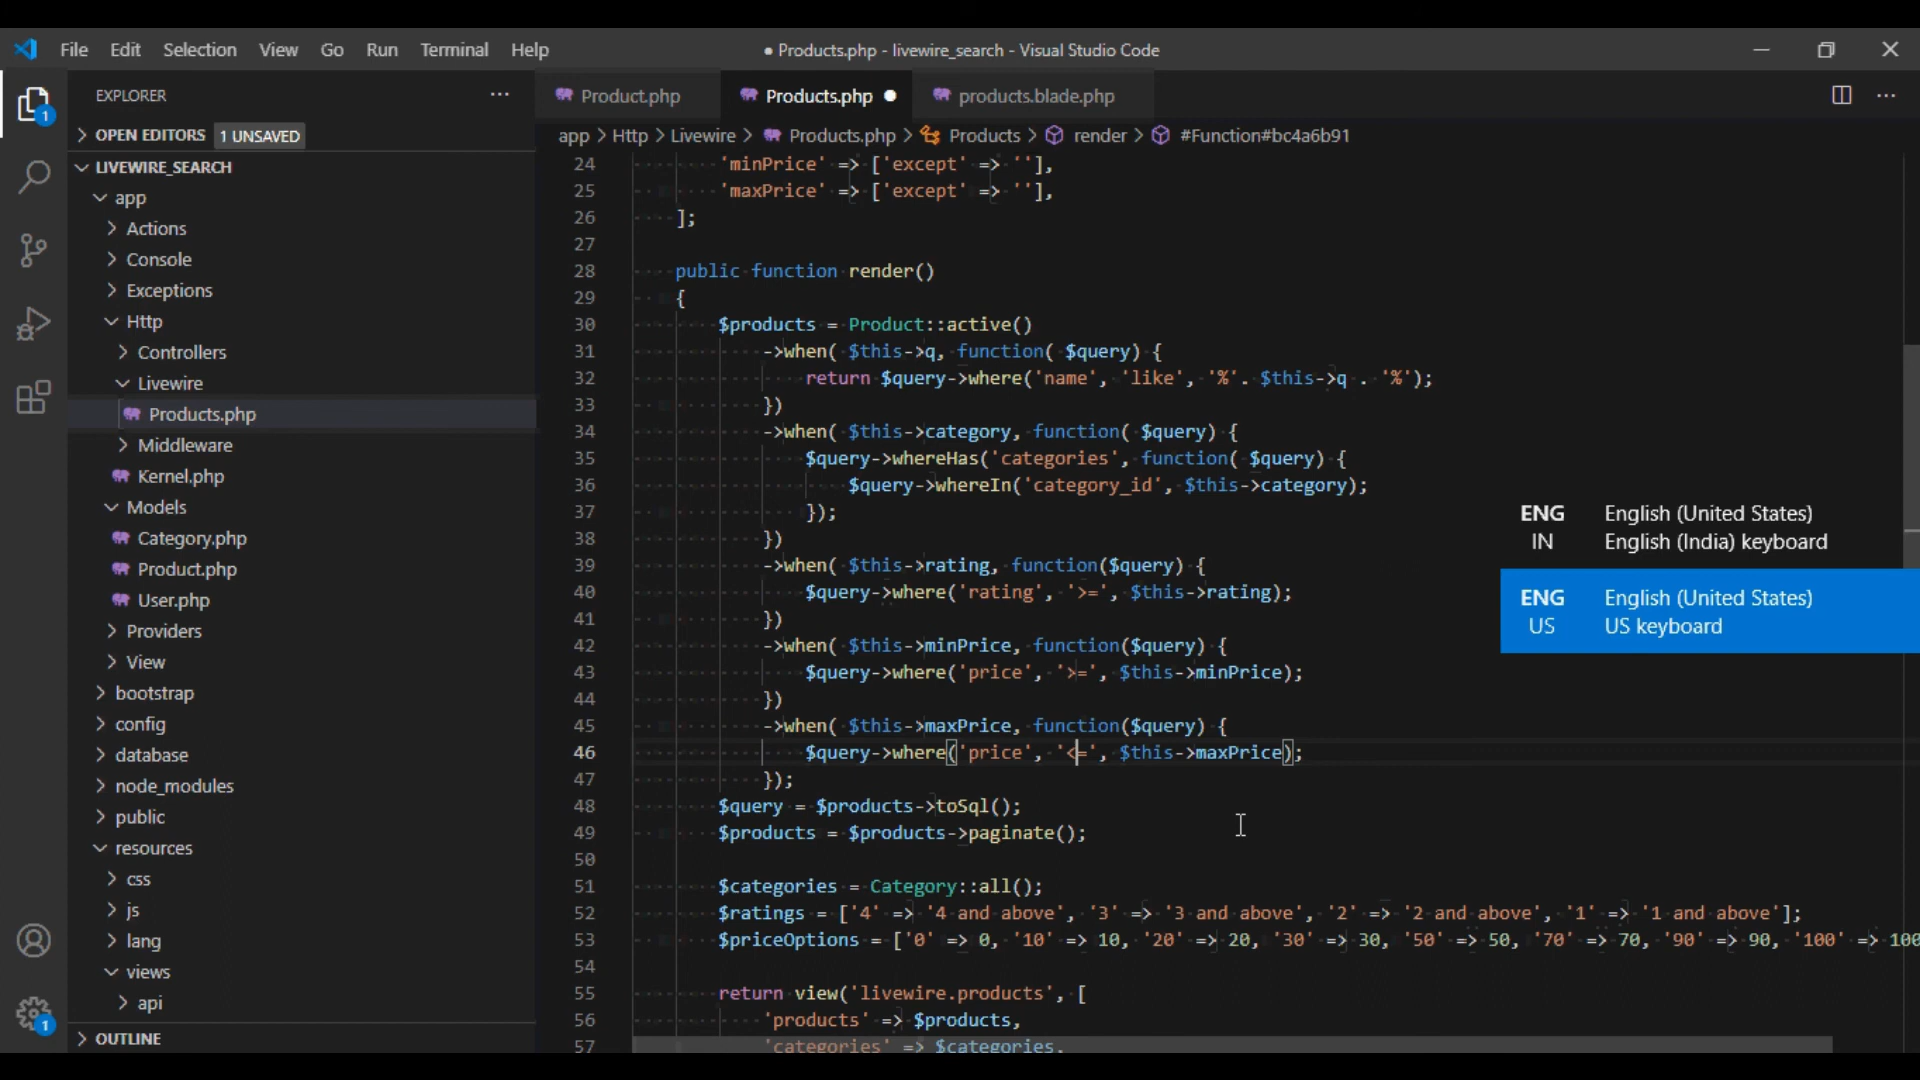 File Edit Selection View Go Run Terminal Help
● Products.php - livewire_search - Visual Studio Code
EXPLORER
OPEN EDITORS 1 UNSAVED
LIVEWIRE_SEARCH
app
Actions
Console
Exceptions
Http
Controllers
Livewire
Products.php
Middleware
Kernel.php
Models
Category.php
Product.php
User.php
Providers
View
bootstrap
config
database
node_modules
public
resources
css
js
lang
views
api
OUTLINE
1
1
Product.php Products.php ● products.blade.php
app > Http > Livewire > Products.php > Products > render > #Function#bc4a6b91
24 'minPrice' => ['except' => ''],
25 'maxPrice' => ['except' => ''],
26 ];
27
28 public function render()
29 {
30 $products = Product::active()
31 ->when( $this->q, function( $query) {
32 return $query->where('name', 'like', '%'. $this->q . '%');
33 })
34 ->when( $this->category, function( $query) {
35 $query->whereHas('categories', function( $query) {
36 $query->whereIn('category_id', $this->category);
37 });
38 })
39 ->when( $this->rating, function($query) {
40 $query->where('rating', '>=', $this->rating);
41 })
42 ->when( $this->minPrice, function($query) {
43 $query->where('price', '>=', $this->minPrice);
44 })
45 ->when( $this->maxPrice, function($query) {
46 $query->where('price', '<=', $this->maxPrice);
47 });
48 $query = $products->toSql();
49 $products = $products->paginate();
50
51 $categories = Category::all();
52 $ratings = ['4' => '4 and above', '3' => '3 and above', '2' => '2 and above', '1' => '1 and above'];
53 $priceOptions = ['0' => 0, '10' => 10, '20' => 20, '30' => 30, '50' => 50, '70' => 70, '90' => 90, '100' => 100
54
55 return view('livewire.products', [
56 'products' => $products,
57 'categories' => $categories,
ENG English (United States)
IN English (India) keyboard
ENG English (United States)
US US keyboard